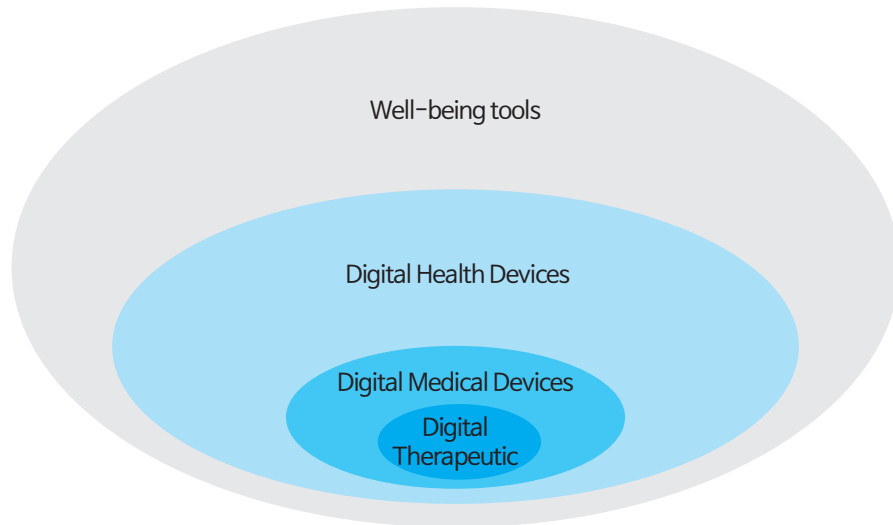 Well-being tools
Digital Health Devices
Digital Medical Devices
Digital
Therapeutic